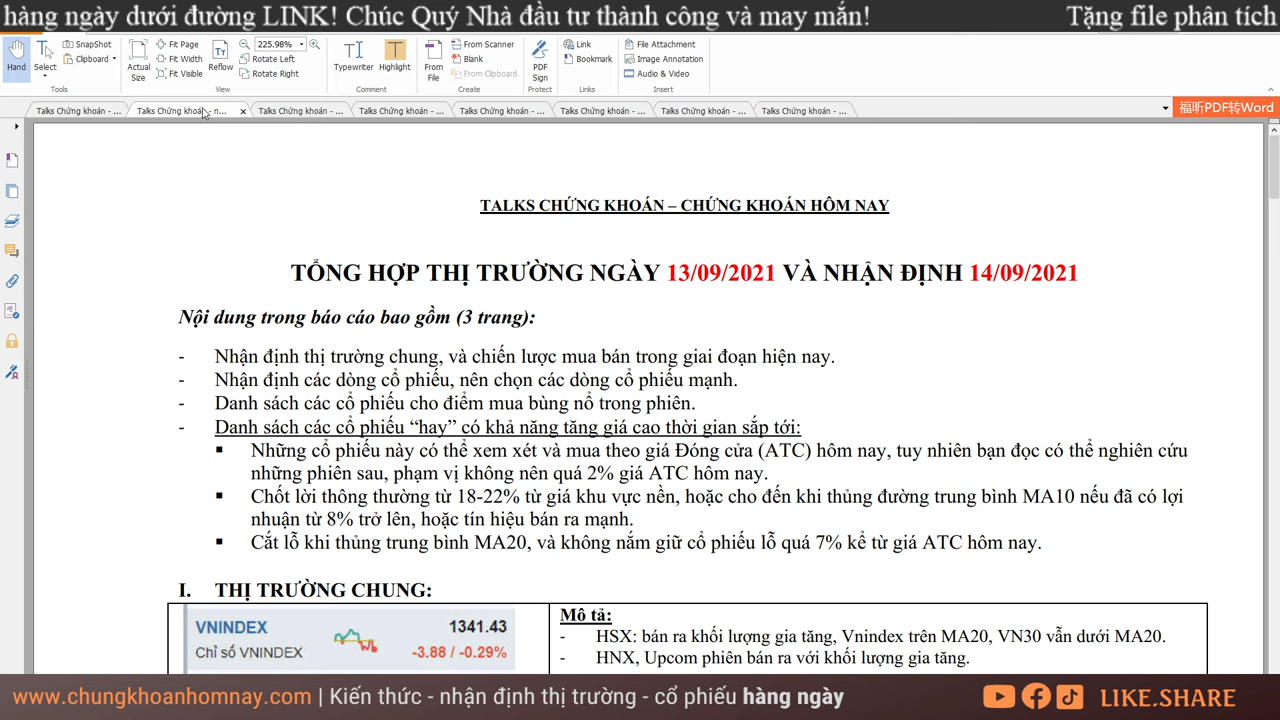 hàng ngày dưới đường LINK! Chúc Quý Nhà đầu tư thành công và may mắn! Tặng file phân tích
SnapShot Fit Page 225.98% From Scanner Link File Attachment
Clipboard Fit Width Rotate Left Blank Bookmark Image Annotation
Hand Select Actual Size Fit Visible Reflow Rotate Right Typewriter Highlight From File From Clipboard PDF Sign Audio & Video
Tools View Comment Create Protect Links Insert
Talks Chứng khoán - ... Talks Chứng khoán - n... x Talks Chứng khoán - ... Talks Chứng khoán - ... Talks Chứng khoán - ... Talks Chứng khoán - ... Talks Chứng khoán - ... Talks Chứng khoán - ... 福昕PDF转Word
TALKS CHỨNG KHOÁN – CHỨNG KHOÁN HÔM NAY
TỔNG HỢP THỊ TRƯỜNG NGÀY 13/09/2021 VÀ NHẬN ĐỊNH 14/09/2021
Nội dung trong báo cáo bao gồm (3 trang):
- Nhận định thị trường chung, và chiến lược mua bán trong giai đoạn hiện nay.
- Nhận định các dòng cổ phiếu, nên chọn các dòng cổ phiếu mạnh.
- Danh sách các cổ phiếu cho điểm mua bùng nổ trong phiên.
- Danh sách các cổ phiếu “hay” có khả năng tăng giá cao thời gian sắp tới:
▪ Những cổ phiếu này có thể xem xét và mua theo giá Đóng cửa (ATC) hôm nay, tuy nhiên bạn đọc có thể nghiên cứu
những phiên sau, phạm vị không nên quá 2% giá ATC hôm nay.
▪ Chốt lời thông thường từ 18-22% từ giá khu vực nền, hoặc cho đến khi thủng đường trung bình MA10 nếu đã có lợi
nhuận từ 8% trở lên, hoặc tín hiệu bán ra mạnh.
▪ Cắt lỗ khi thủng trung bình MA20, và không nắm giữ cổ phiếu lỗ quá 7% kể từ giá ATC hôm nay.
I. THỊ TRƯỜNG CHUNG:
VNINDEX 1341.43
Chỉ số VNINDEX -3.88 / -0.29%
Mô tả:
- HSX: bán ra khối lượng gia tăng, Vnindex trên MA20, VN30 vẫn dưới MA20.
- HNX, Upcom phiên bán ra với khối lượng gia tăng.
www.chungkhoanhomnay.com | Kiến thức - nhận định thị trường - cổ phiếu hàng ngày LIKE.SHARE